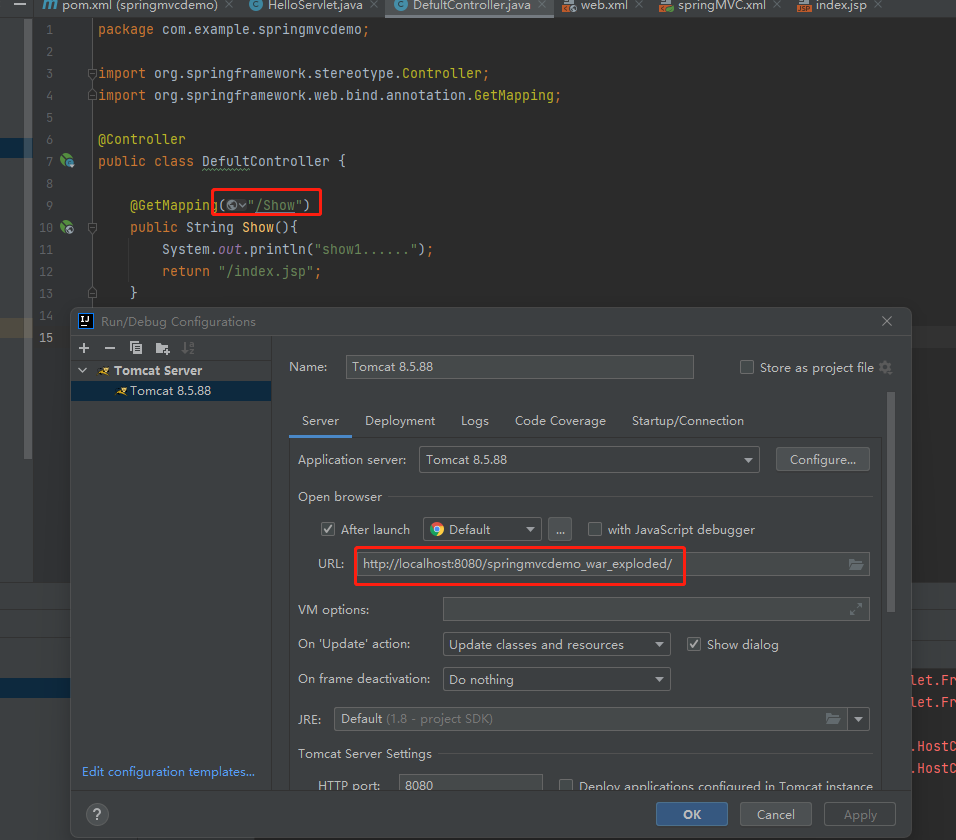 pom.xml (springmvcdemo)
HelloServlet.java
DefultController.java
web.xml
springMVC.xml
index.jsp
1 package com.example.springmvcdemo;
2
3 import org.springframework.stereotype.Controller;
4 import org.springframework.web.bind.annotation.GetMapping;
5
6 @Controller
7 public class DefultController {
8
9 @GetMapping("/Show")
10 public String Show(){
11 System.out.println("show1......");
12 return "/index.jsp";
13 }
14
15
Run/Debug Configurations
Tomcat Server
Tomcat 8.5.88
Name: Tomcat 8.5.88
Store as project file
Server Deployment Logs Code Coverage Startup/Connection
Application server: Tomcat 8.5.88 Configure...
Open browser
After launch Default ... with JavaScript debugger
URL: http://localhost:8080/springmvcdemo_war_exploded/
VM options:
On 'Update' action: Update classes and resources Show dialog
On frame deactivation: Do nothing
JRE: Default (1.8 - project SDK)
Tomcat Server Settings
HTTP port: 8080 Deploy applications configured in Tomcat instance
Edit configuration templates...
? OK Cancel Apply
let.Fr
let.Fr
.HostC
.HostC